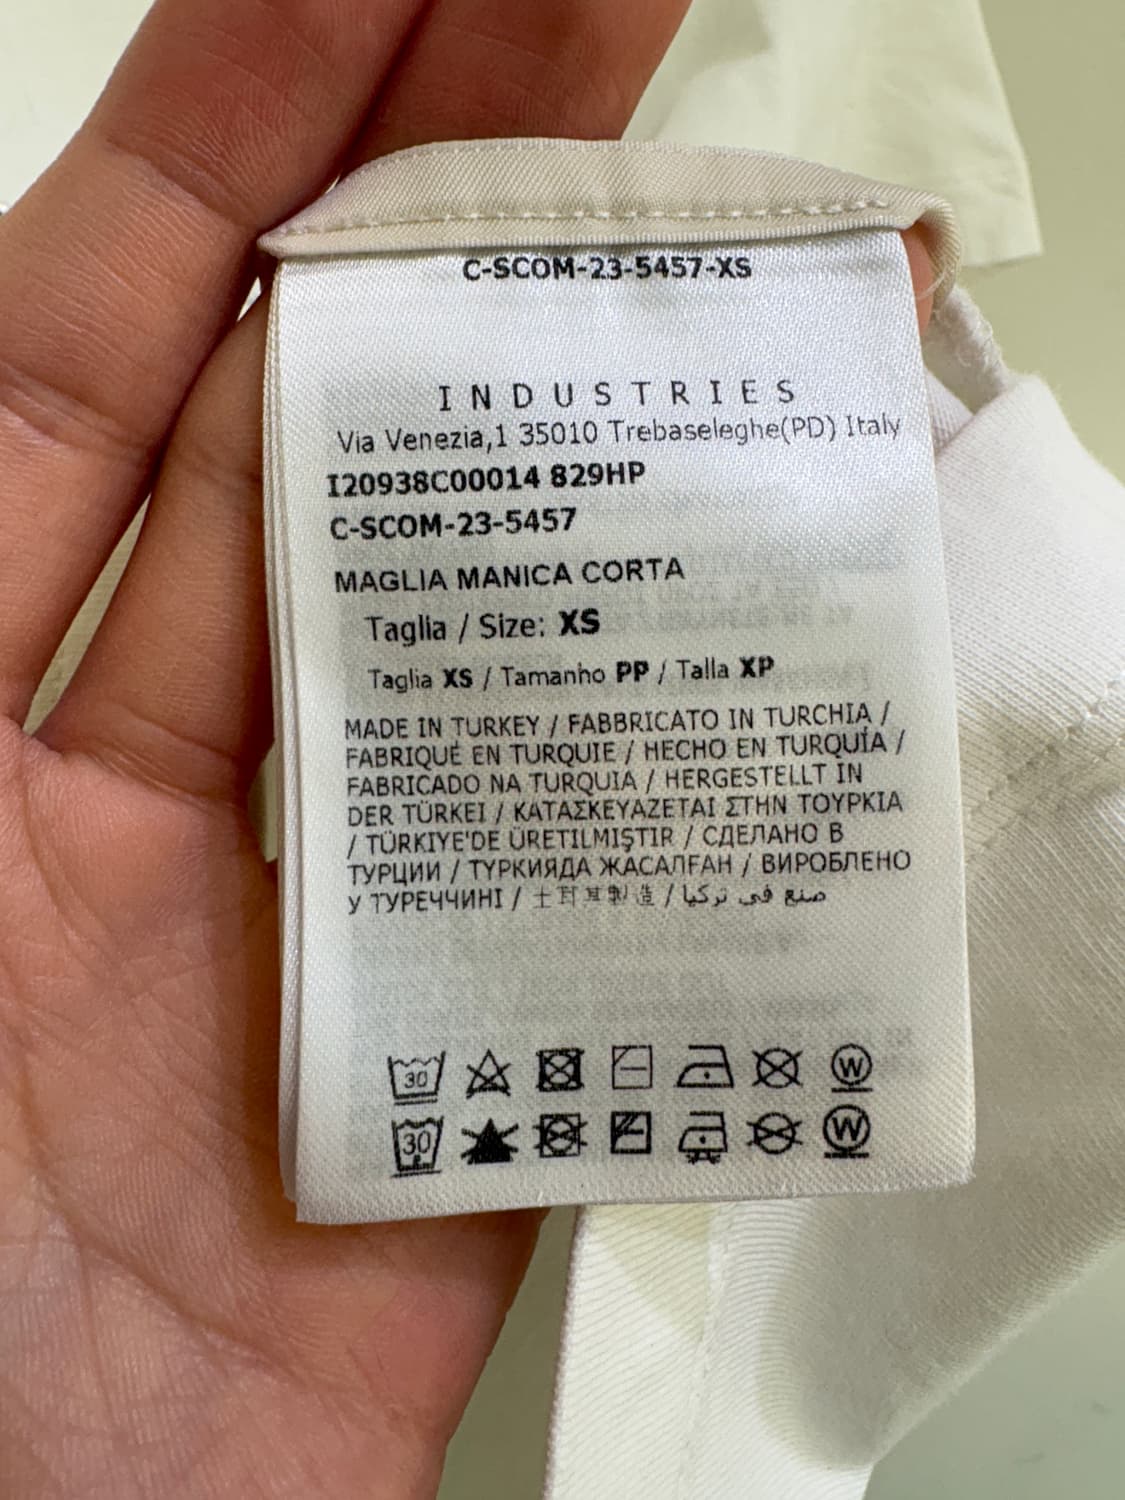 C-SCOM-23-5457-XS
INDUSTRIES
Via Venezia,1 35010 Trebaseleghe(PD) Italy
I20938C00014 829HP
C-SCOM-23-5457
MAGLIA MANICA CORTA
Taglia / Size: XS
Taglia XS / Tamanho PP / Talla XP
MADE IN TURKEY / FABBRICATO IN TURCHIA /
FABRIQUÉ EN TURQUIE / HECHO EN TURQUÍA /
FABRICADO NA TURQUIA / HERGESTELLT IN
DER TÜRKEI / ΚΑΤΑΣΚΕΥΑΖΕΤΑΙ ΣΤΗΝ ΤΟΥΡΚΙΑ
/ TÜRKIYE'DE ÜRETILMIŞTIR / СДЕЛАНО В
ТУРЦИИ / ТҮРКИЯДА ЖАСАЛҒАН / ВИРОБЛЕНО
У ТУРЕЧЧИНІ / 土耳其製造 / صنع في تركيا
30 W
30 W